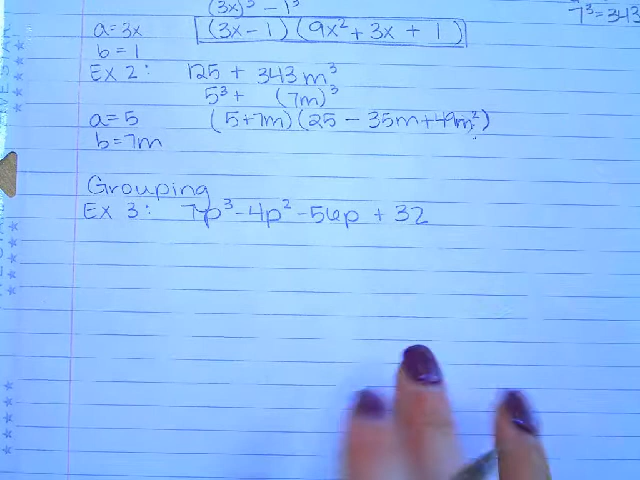 (3x)³ - 1³
7³ = 343
a = 3x (3x - 1)(9x² + 3x + 1)
b = 1
Ex 2: 125 + 343m³
5³ + (7m)³
a = 5 (5 + 7m)(25 - 35m + 49m²)
b = 7m
Grouping
Ex 3: 7p³ - 4p² - 56p + 32